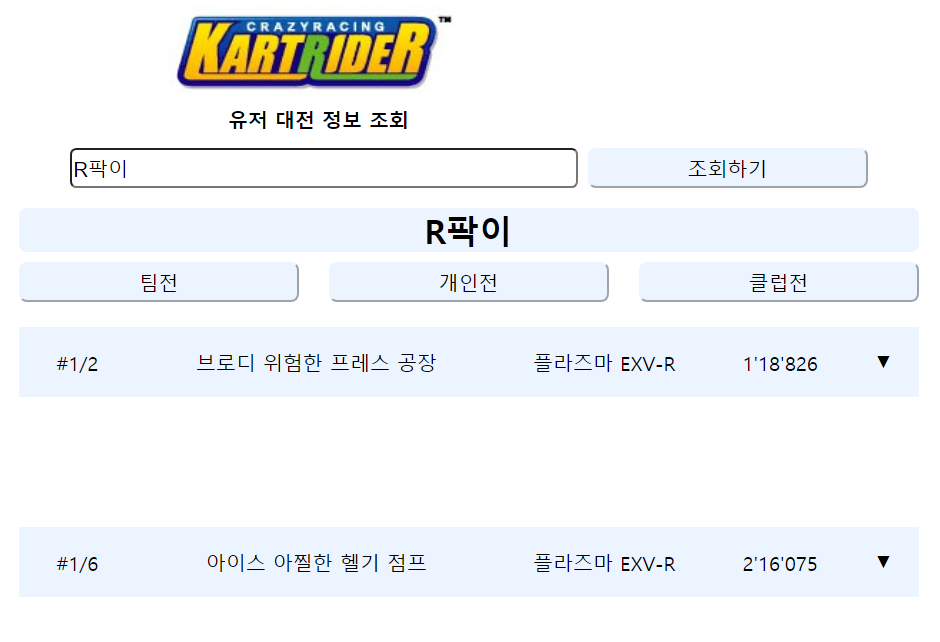 CRAZYRACING
KARTRIDER™
유저 대전 정보 조회
R팍이 조회하기
R팍이
팀전 개인전 클럽전
#1/2 브로디 위험한 프레스 공장 플라즈마 EXV-R 1'18'826 ▼
#1/6 아이스 아찔한 헬기 점프 플라즈마 EXV-R 2'16'075 ▼